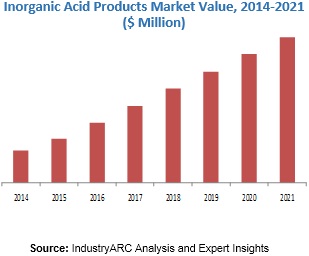 Inorganic Acid Products Market Value, 2014-2021
($ Million)
2014 2015 2016 2017 2018 2019 2020 2021
Source: IndustryARC Analysis and Expert Insights